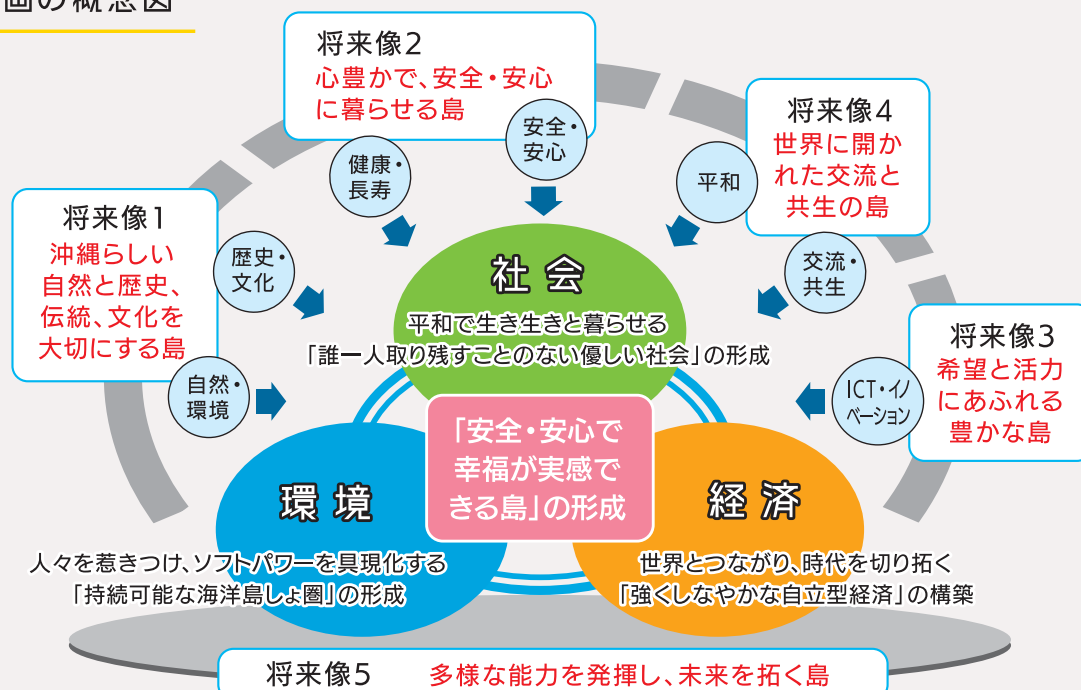 画の概念図
将来像2
心豊かで、安全・安心
に暮らせる島
安全・
安心
健康・
長寿
将来像4
世界に開か
れた交流と
共生の島
平和
将来像1
沖縄らしい
自然と歴史、
伝統、文化を
大切にする島
歴史・
文化
交流・
共生
社会
平和で生き生きと暮らせる
「誰一人取り残すことのない優しい社会」の形成
自然・
環境
将来像3
希望と活力
にあふれる
豊かな島
ICT・イノ
ベーション
「安全・安心で
幸福が実感で
きる島」の形成
環境
人々を惹きつけ、ソフトパワーを具現化する
「持続可能な海洋島しょ圏」の形成
経済
世界とつながり、時代を切り拓く
「強くしなやかな自立型経済」の構築
将来像5 多様な能力を発揮し、未来を拓く島